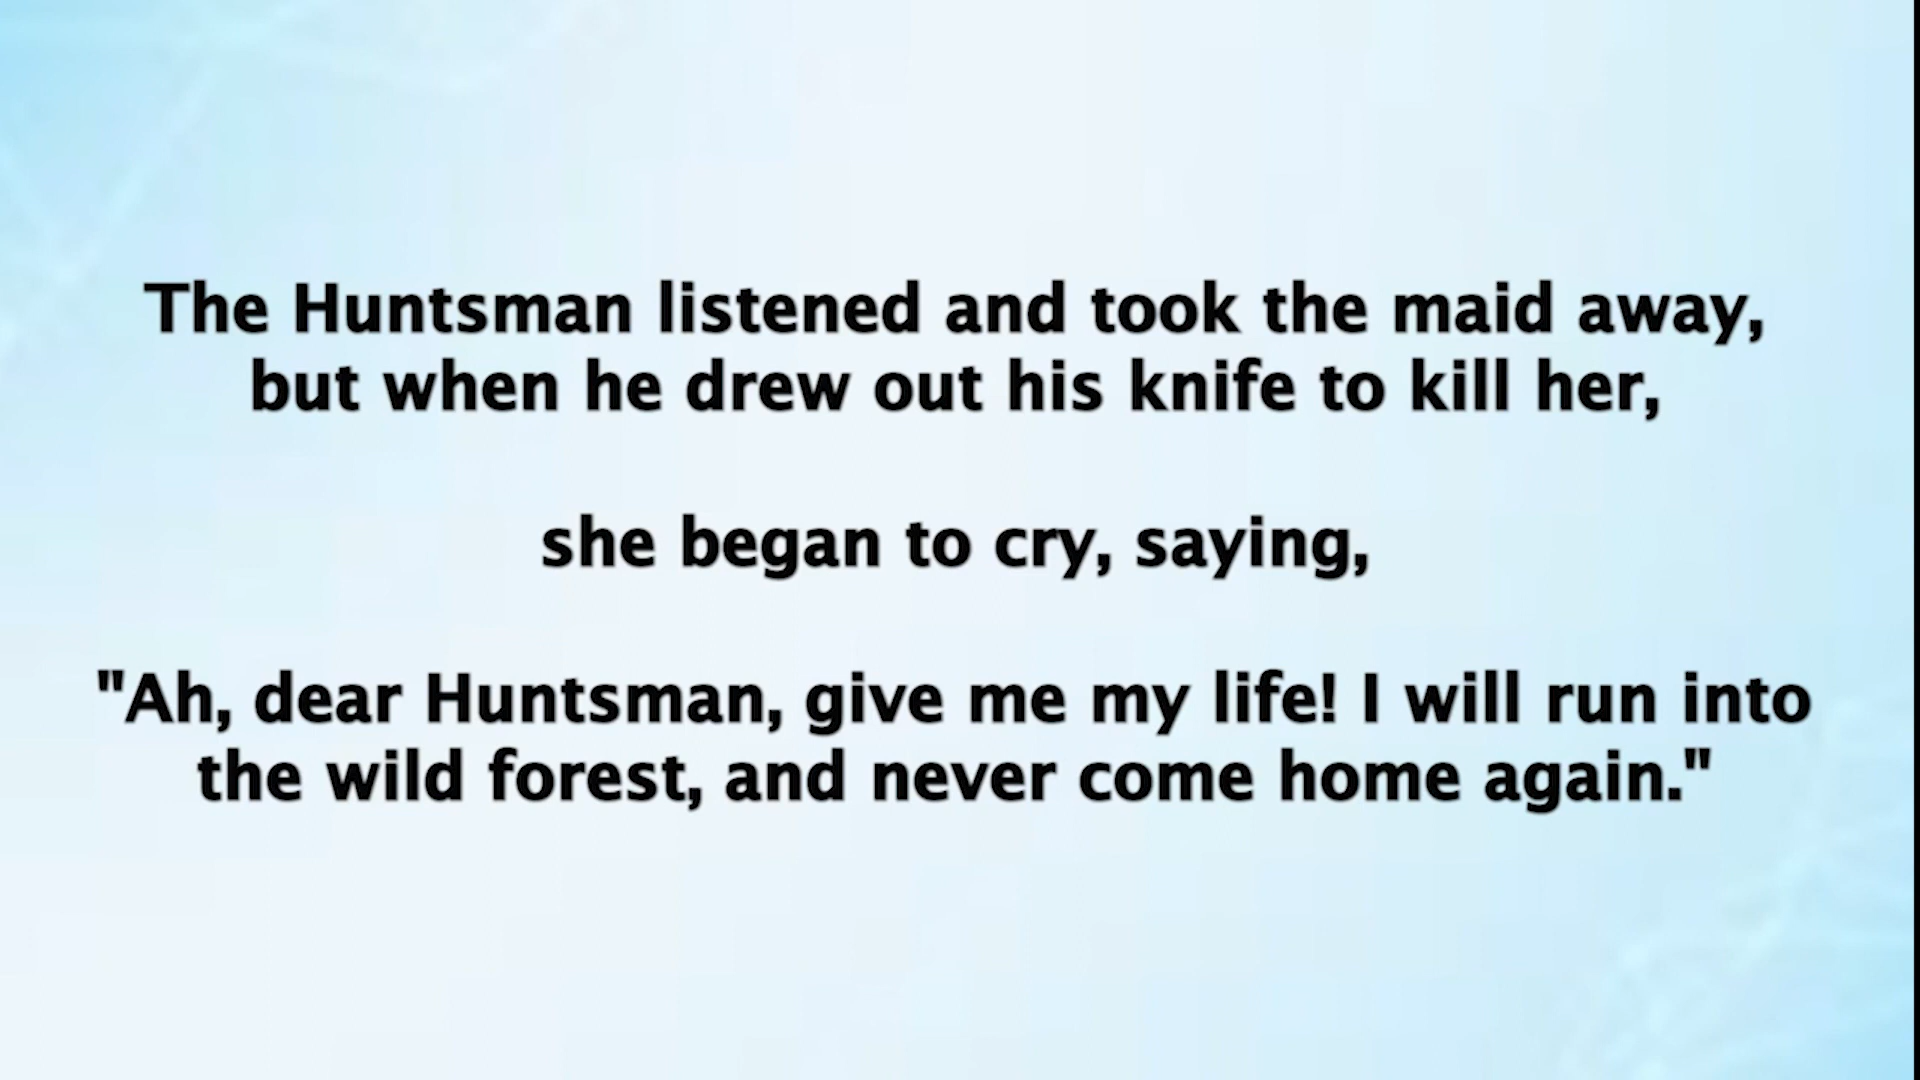 The Huntsman listened and took the maid away,
but when he drew out his knife to kill her,
she began to cry, saying,
"Ah, dear Huntsman, give me my life! I will run into
the wild forest, and never come home again."